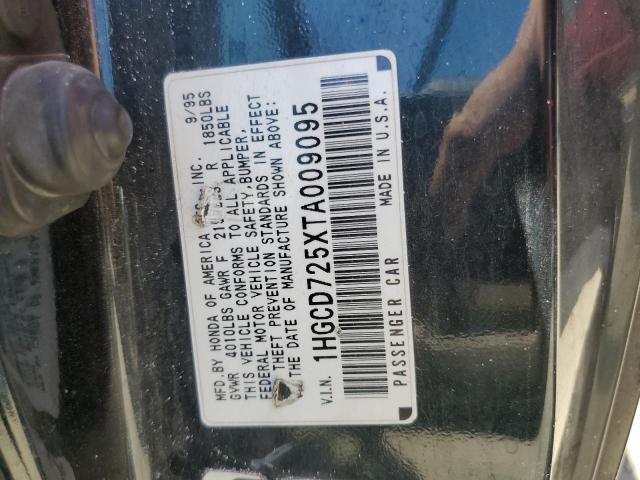 MFD.BY HONDA OF AMERICA INC. 9/95
GVWR 4010LBS GAWR F R 1850LBS
THIS VEHICLE CONFORMS TO ALL APPLICABLE
FEDERAL MOTOR VEHICLE SAFETY,BUMPER,
THEFT PREVENTION STANDARDS IN EFFECT
THE DATE OF MANUFACTURE SHOWN ABOVE:
V.I.N. 1HGCD725XTA009095
PASSENGER CAR MADE IN U.S.A.